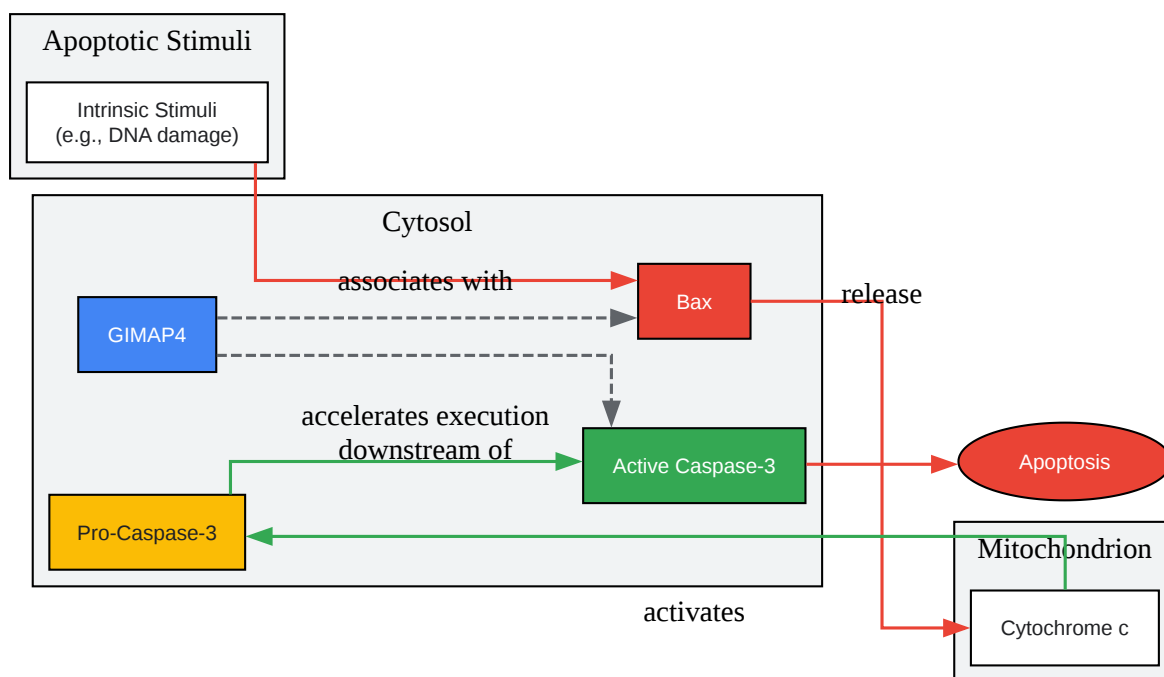 Apoptotic Stimuli
Intrinsic Stimuli
(e.g., DNA damage)
Cytosol
associates with
Bax
release
GIMAP4
accelerates execution
downstream of
Active Caspase-3
Apoptosis
Pro-Caspase-3
Mitochondrion
activates
Cytochrome c